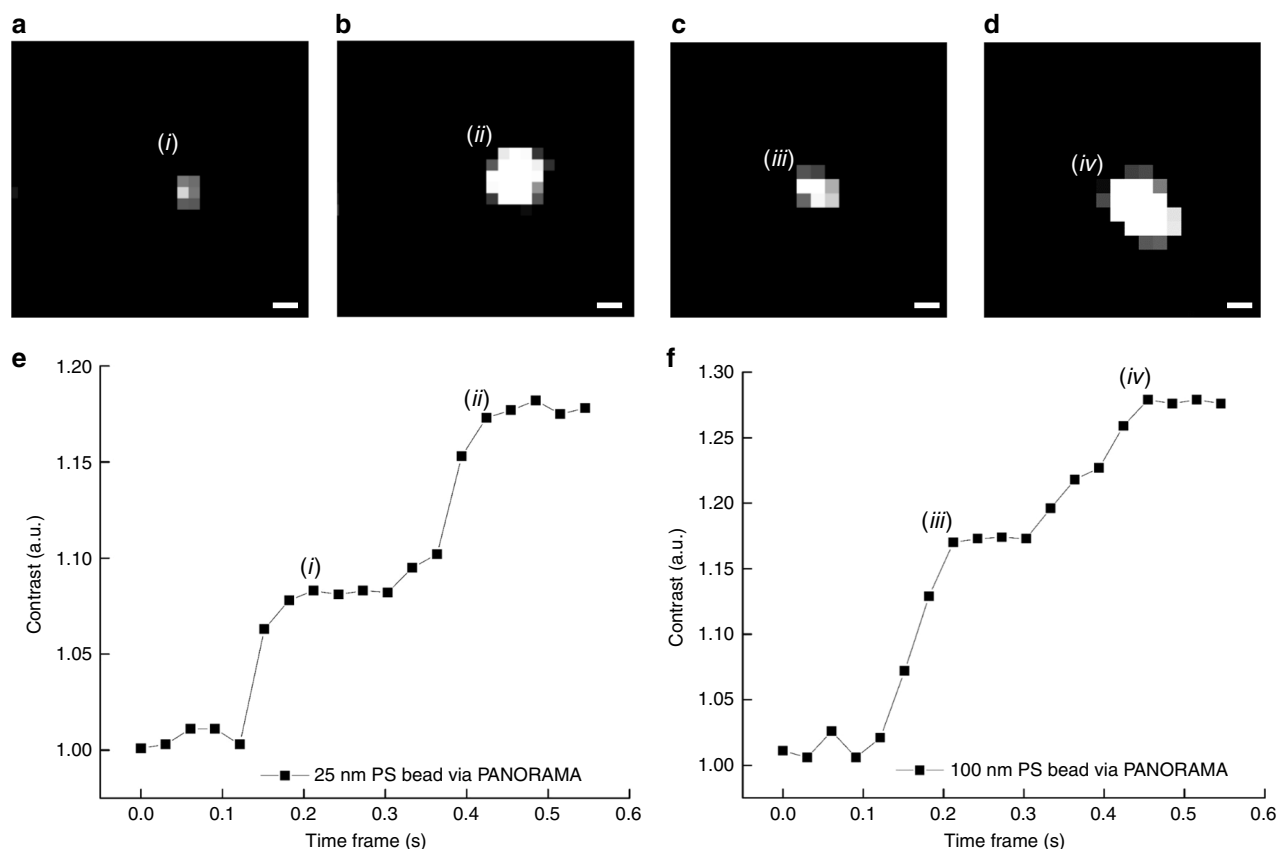 a
b
c
d
(i)
(ii)
(iii)
(iv)
e
1.20
1.15
1.10
1.05
1.00
Contrast (a.u.)
(i)
(ii)
25 nm PS bead via PANORAMA
0.0 0.1 0.2 0.3 0.4 0.5 0.6
Time frame (s)
f
1.30
1.25
1.20
1.15
1.10
1.05
1.00
Contrast (a.u.)
(iii)
(iv)
100 nm PS bead via PANORAMA
0.0 0.1 0.2 0.3 0.4 0.5 0.6
Time frame (s)